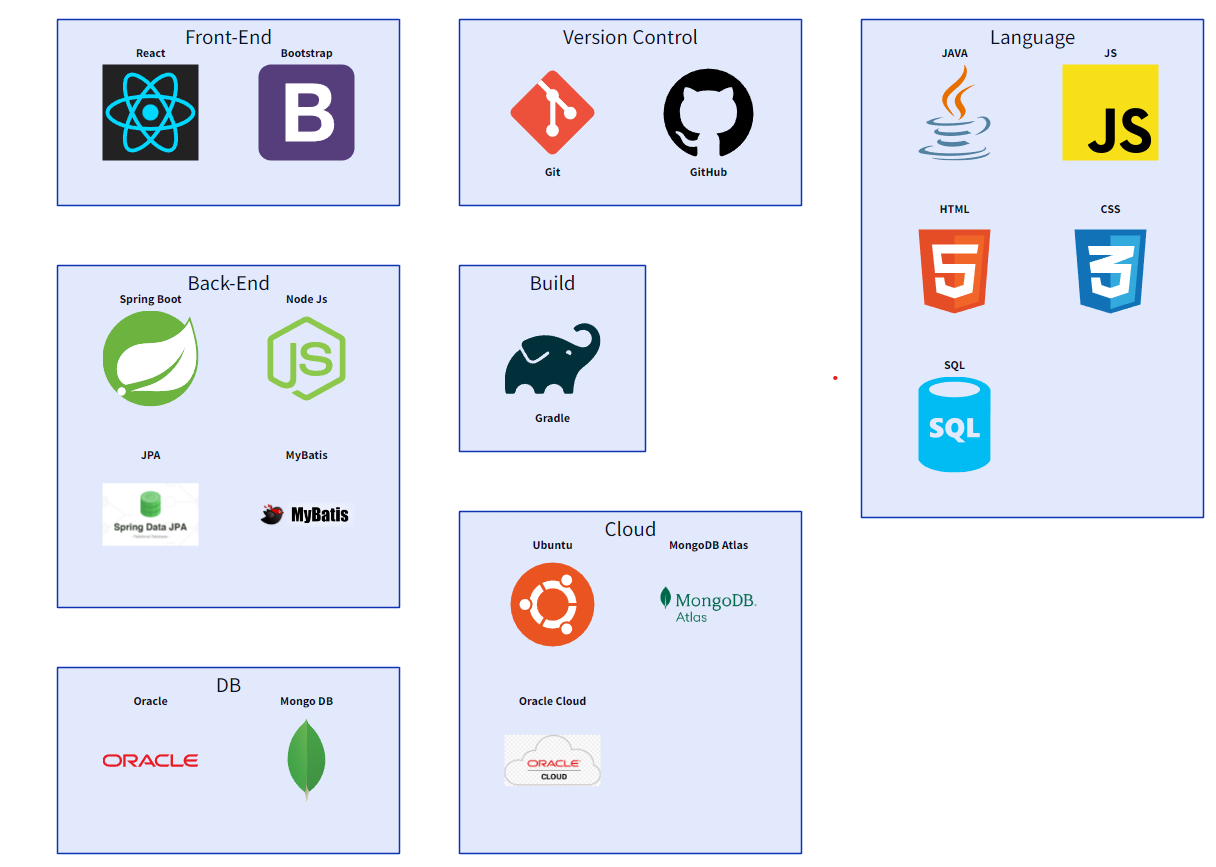 Front-End
React
Bootstrap
B
Version Control
Git
GitHub
Language
JAVA
JS
JS
HTML
5
CSS
3
SQL
SQL
Back-End
Spring Boot
Node Js
JS
JPA
Spring Data JPA
MyBatis
MyBatis
Build
Gradle
Cloud
Ubuntu
MongoDB Atlas
MongoDB.
Atlas
Oracle Cloud
ORACLE
CLOUD
DB
Oracle
ORACLE
Mongo DB